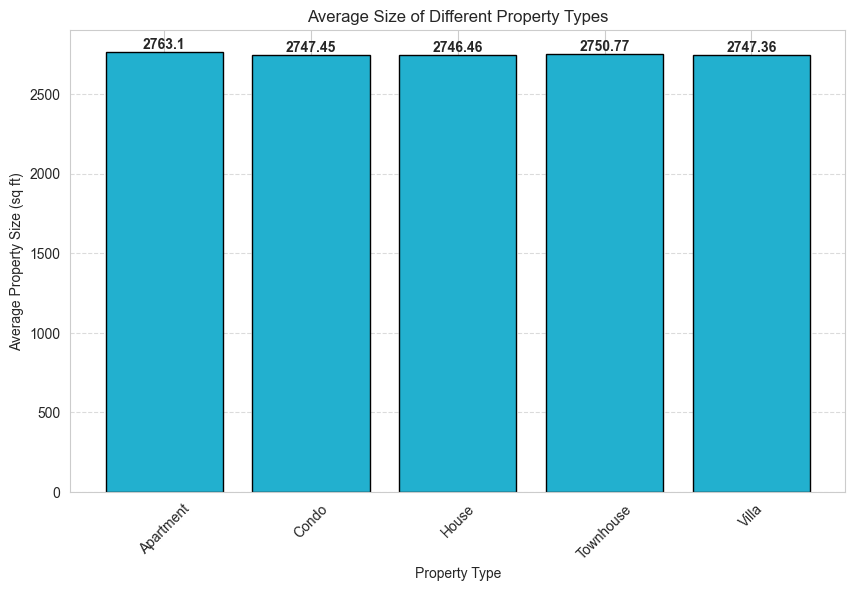 Average Size of Different Property Types
2763.1
2747.45
2746.46
2750.77
2747.36
2500
2000
1500
1000
500
0
Average Property Size (sq ft)
Apartment
Condo
House
Townhouse
Villa
Property Type